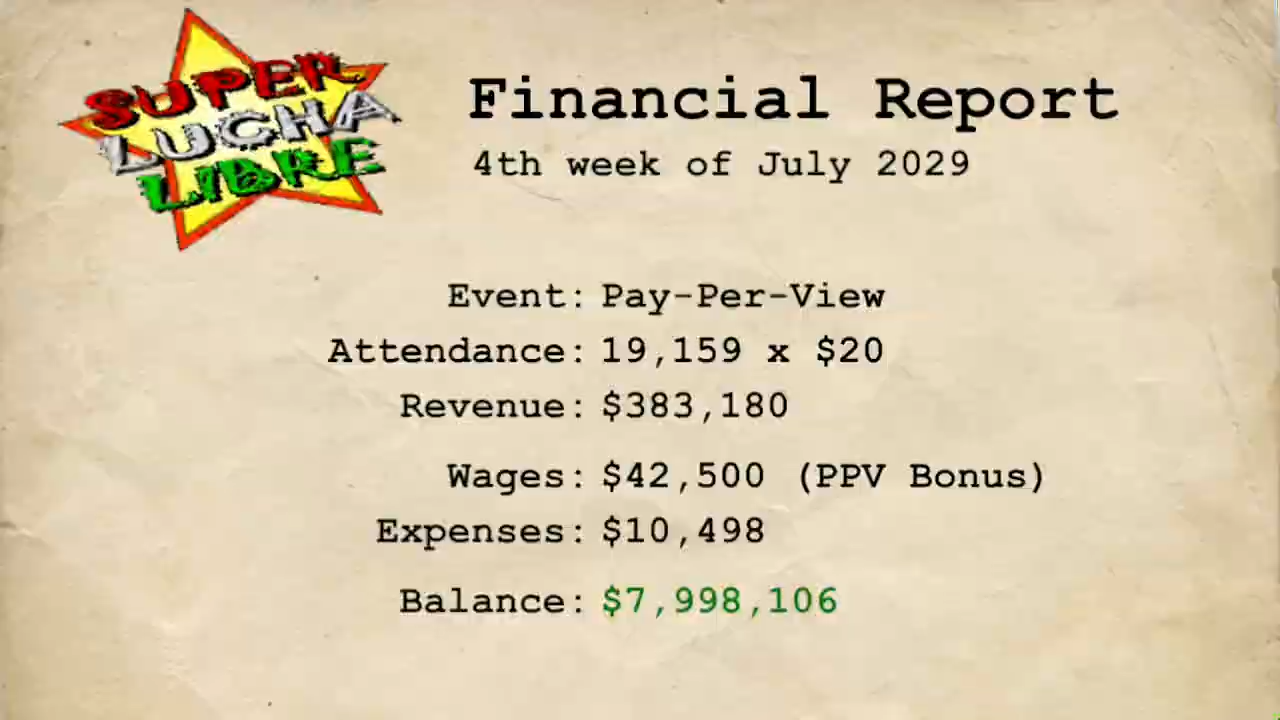 SUPER
LUCHA
LIBRE
Financial Report
4th week of July 2029
Event: Pay-Per-View
Attendance: 19,159 x $20
Revenue: $383,180
Wages: $42,500 (PPV Bonus)
Expenses: $10,498
Balance: $7,998,106